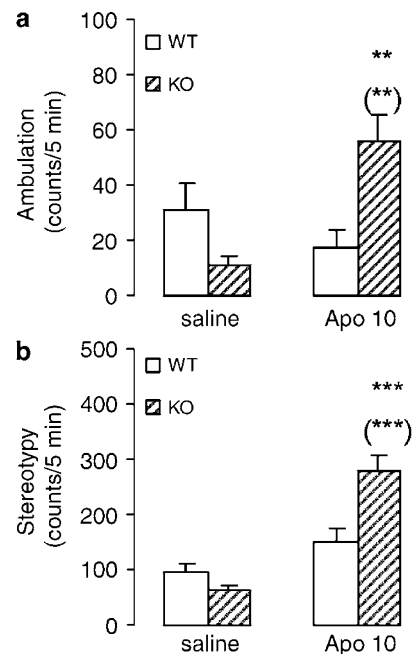 a
Ambulation
(counts/5 min)
100
80
60
40
20
0
WT
KO
**
(**)
saline
Apo 10
b
Stereotypy
(counts/5 min)
500
400
300
200
100
0
WT
KO
***
(***)
saline
Apo 10